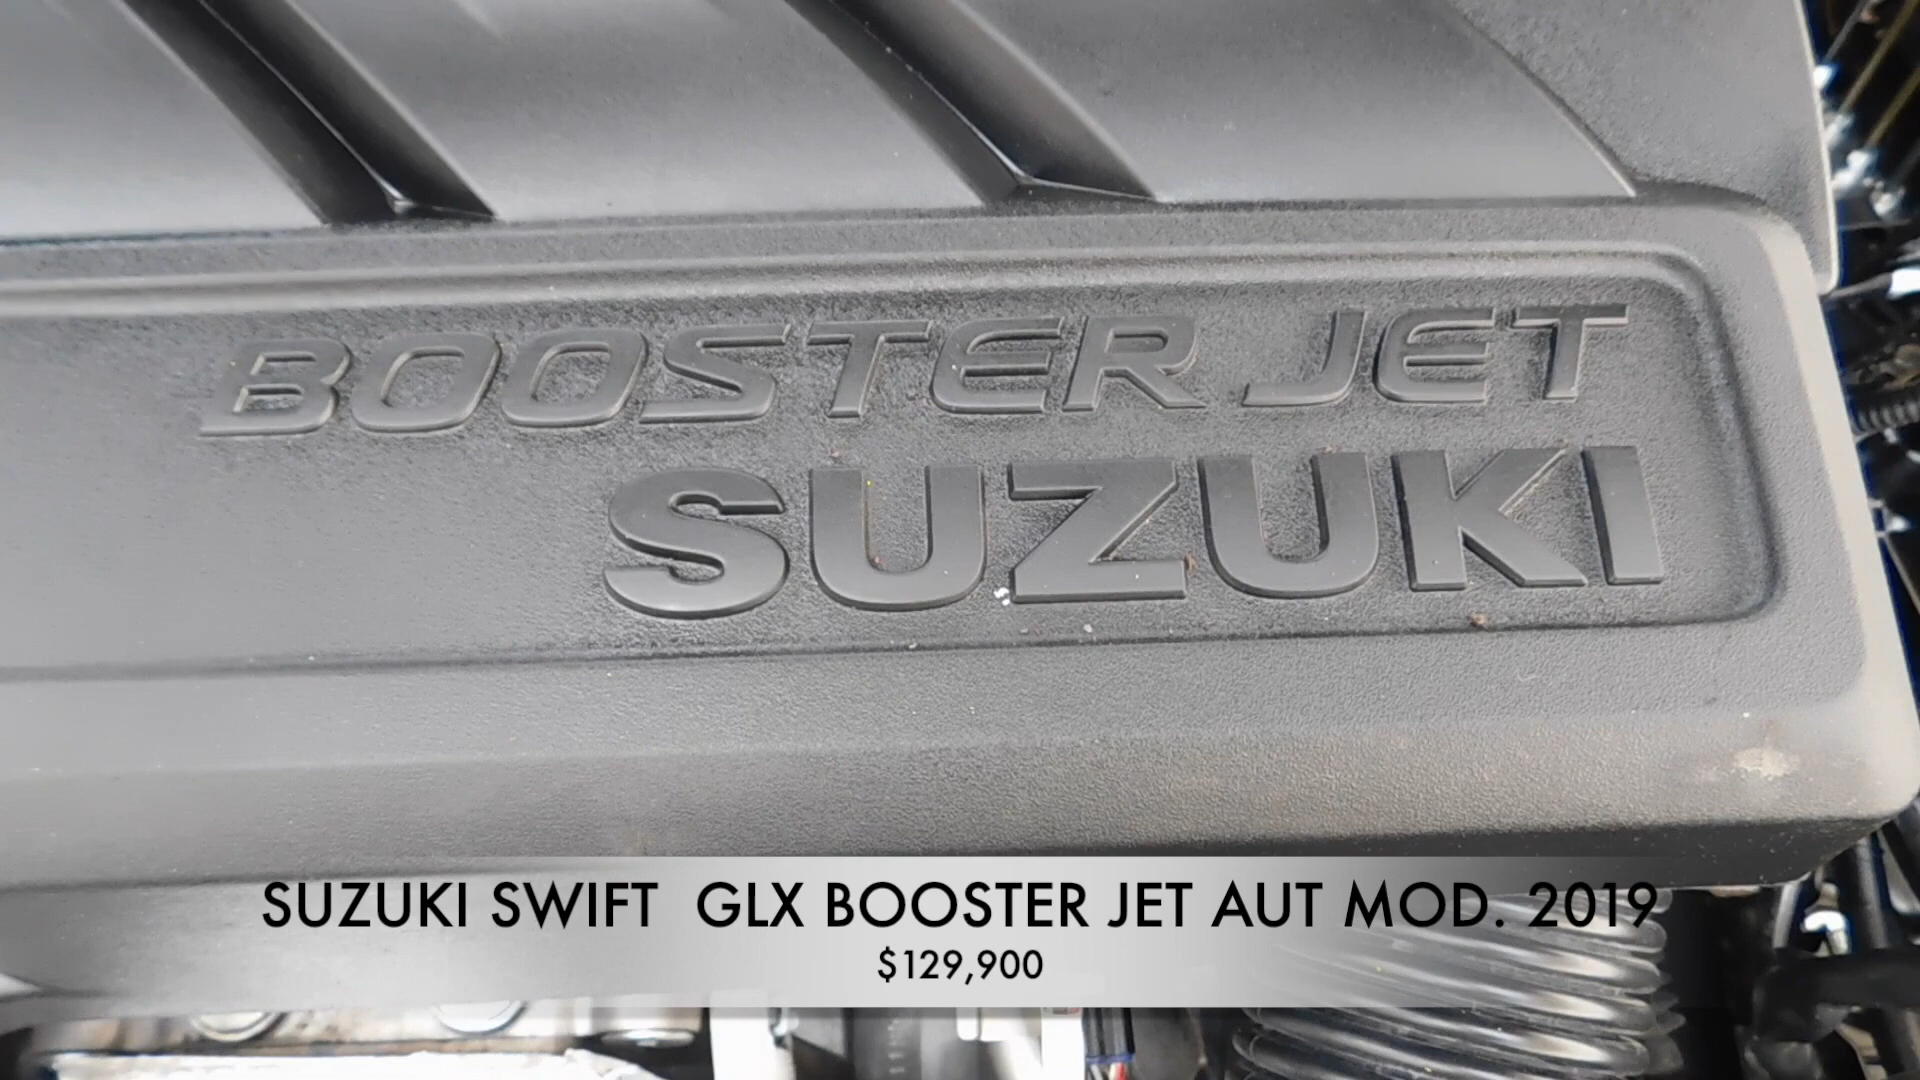 BOOSTER JET
SUZUKI
SUZUKI SWIFT GLX BOOSTER JET AUT MOD. 2019
$129,900